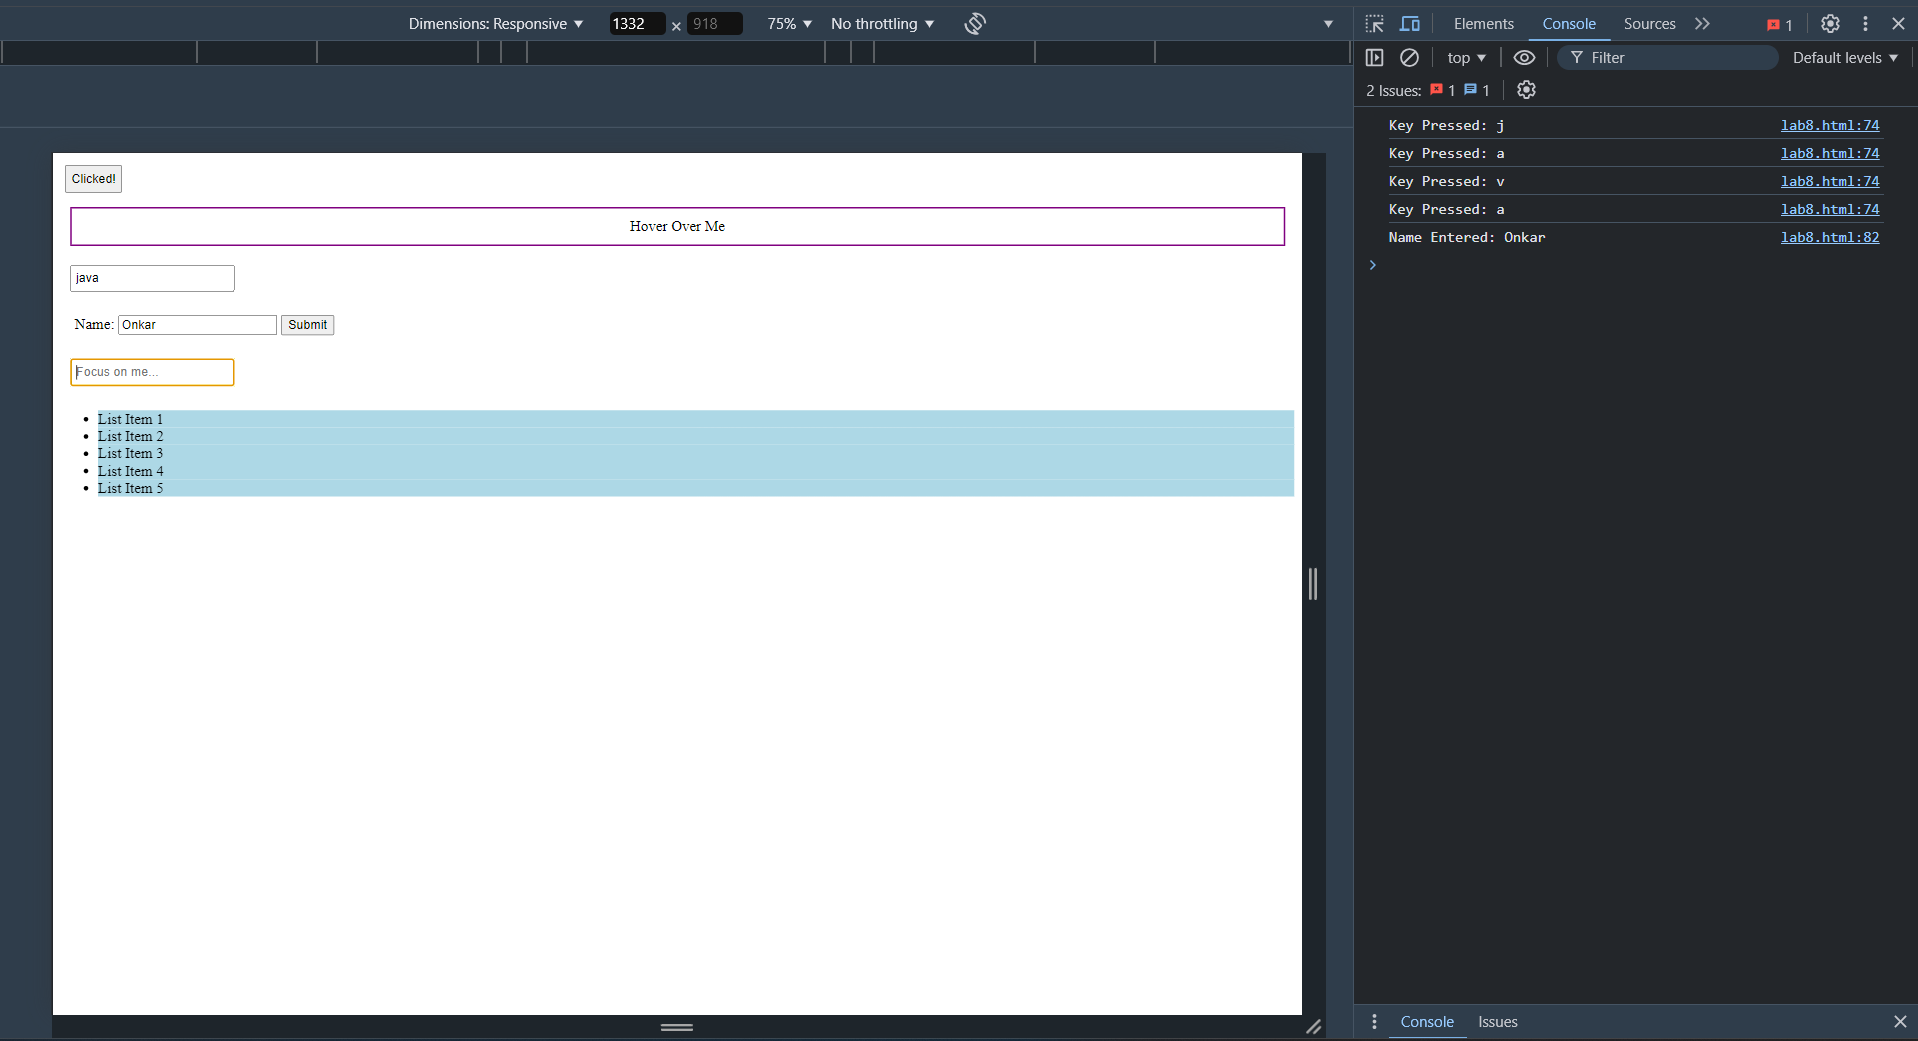 Dimensions: Responsive 1332 × 918 75% No throttling
Elements Console Sources 1
top Filter Default levels
2 Issues: 1 1
Clicked!
Hover Over Me
java
Name: Onkar Submit
Focus on me...
List Item 1
List Item 2
List Item 3
List Item 4
List Item 5
Key Pressed: j lab8.html:74
Key Pressed: a lab8.html:74
Key Pressed: v lab8.html:74
Key Pressed: a lab8.html:74
Name Entered: Onkar lab8.html:82
Console Issues